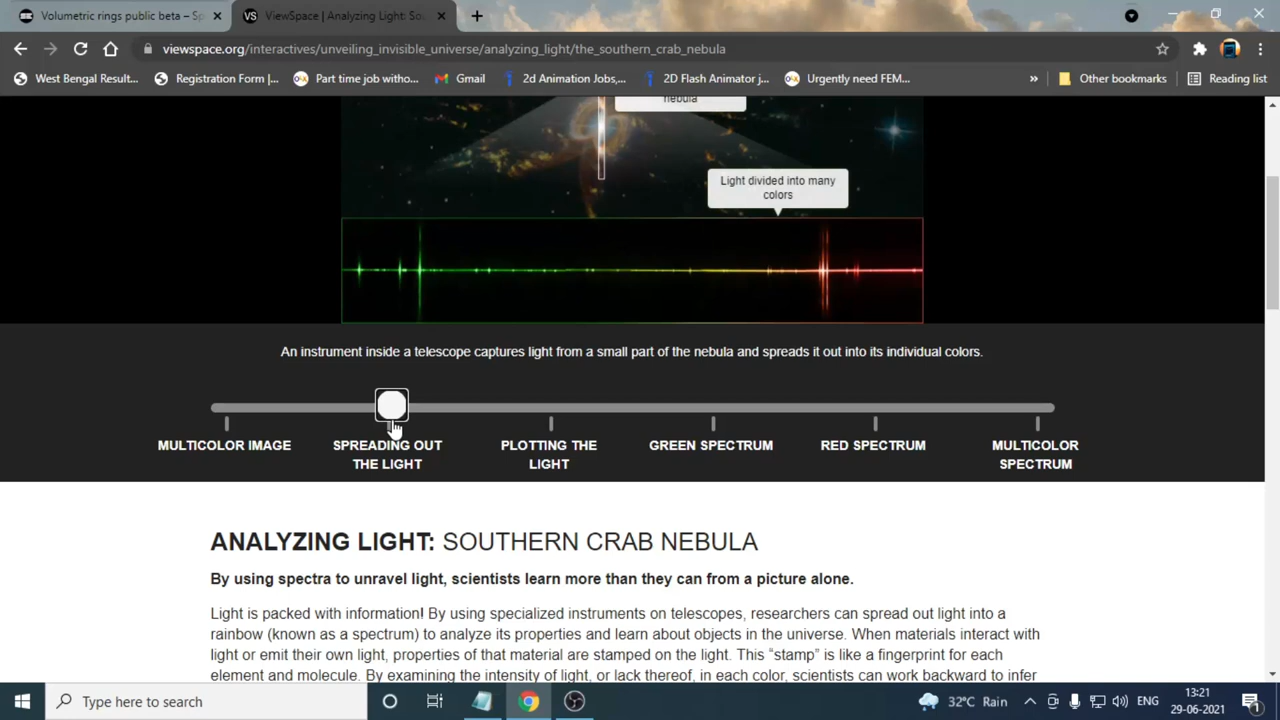 Volumetric rings public beta – Sp
VS ViewSpace | Analyzing Light: Sou
viewspace.org/interactives/unveiling_invisible_universe/analyzing_light/the_southern_crab_nebula
West Bengal Result... Registration Form |... Part time job witho... Gmail 2d Animation Jobs,... 2D Flash Animator j... Urgently need FEM... » Other bookmarks Reading list
nebula
Light divided into many
colors
An instrument inside a telescope captures light from a small part of the nebula and spreads it out into its individual colors.
MULTICOLOR IMAGE
SPREADING OUT
THE LIGHT
PLOTTING THE
LIGHT
GREEN SPECTRUM
RED SPECTRUM
MULTICOLOR
SPECTRUM
ANALYZING LIGHT: SOUTHERN CRAB NEBULA
By using spectra to unravel light, scientists learn more than they can from a picture alone.
Light is packed with information! By using specialized instruments on telescopes, researchers can spread out light into a
rainbow (known as a spectrum) to analyze its properties and learn about objects in the universe. When materials interact with
light or emit their own light, properties of that material are stamped on the light. This “stamp” is like a fingerprint for each
element and molecule. By examining the intensity of light, or lack thereof, in each color, scientists can work backward to infer
Type here to search
32°C Rain
ENG
13:21
29-06-2021
1